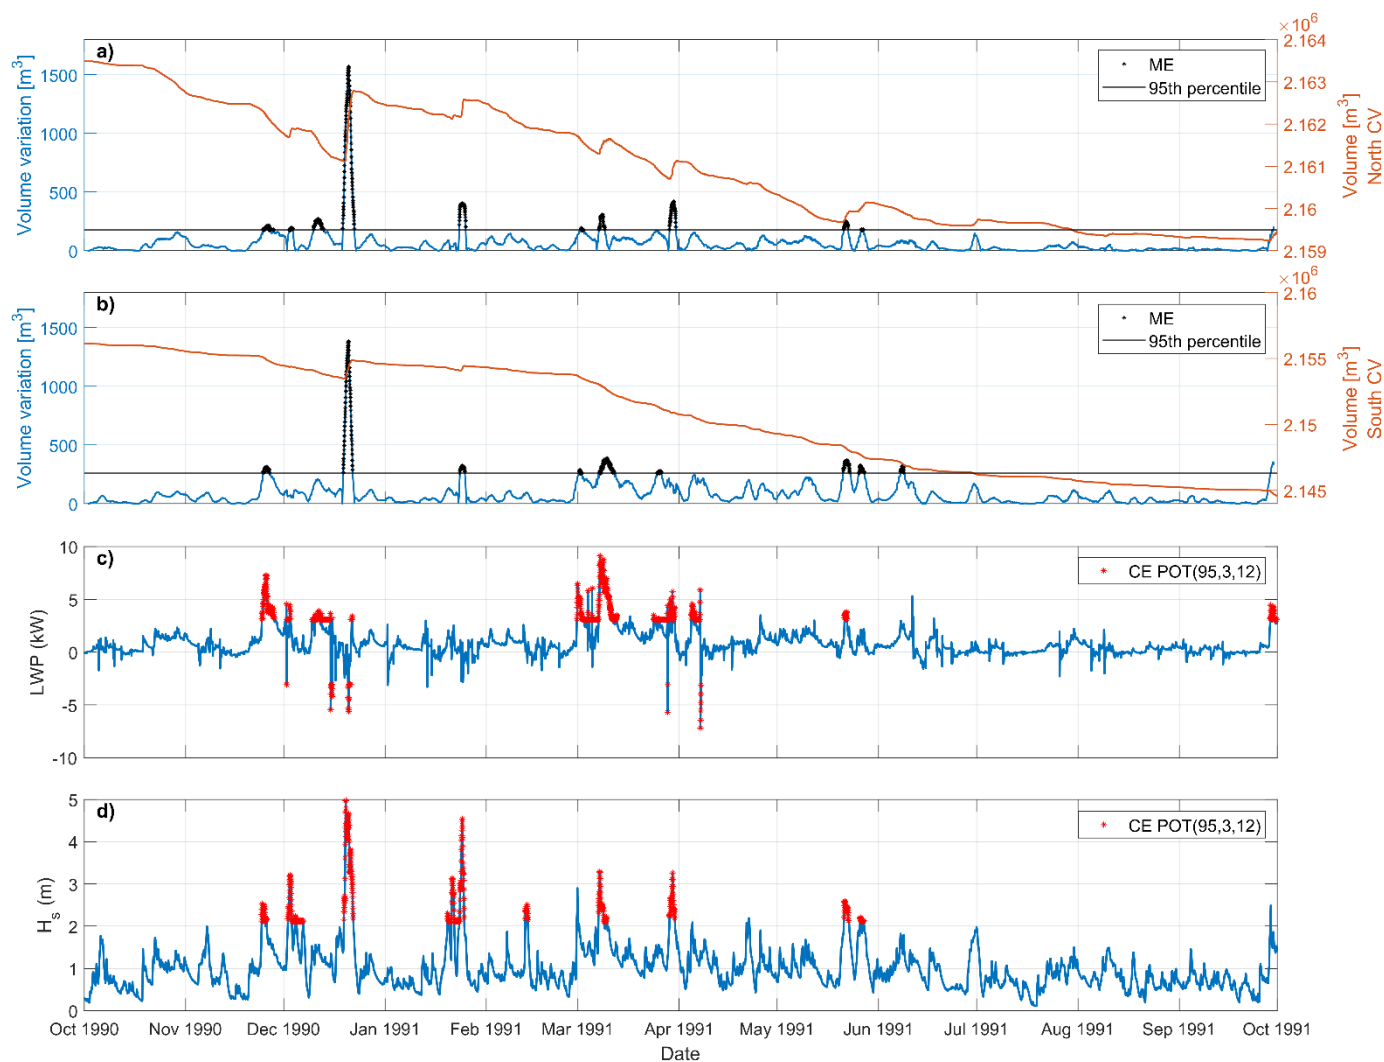 a)
×10⁶
Volume variation [m³]
1500
1000
500
0
ME
95th percentile
2.164
2.163
2.162
2.161
2.16
2.159
Volume [m³]
North CV
b)
×10⁶
Volume variation [m³]
1500
1000
500
0
ME
95th percentile
2.16
2.155
2.15
2.145
Volume [m³]
South CV
c)
LWP (kW)
10
5
0
-5
-10
CE POT(95,3,12)
d)
Hₛ (m)
5
4
3
2
1
0
CE POT(95,3,12)
Oct 1990 Nov 1990 Dec 1990 Jan 1991 Feb 1991 Mar 1991 Apr 1991 May 1991 Jun 1991 Jul 1991 Aug 1991 Sep 1991 Oct 1991
Date